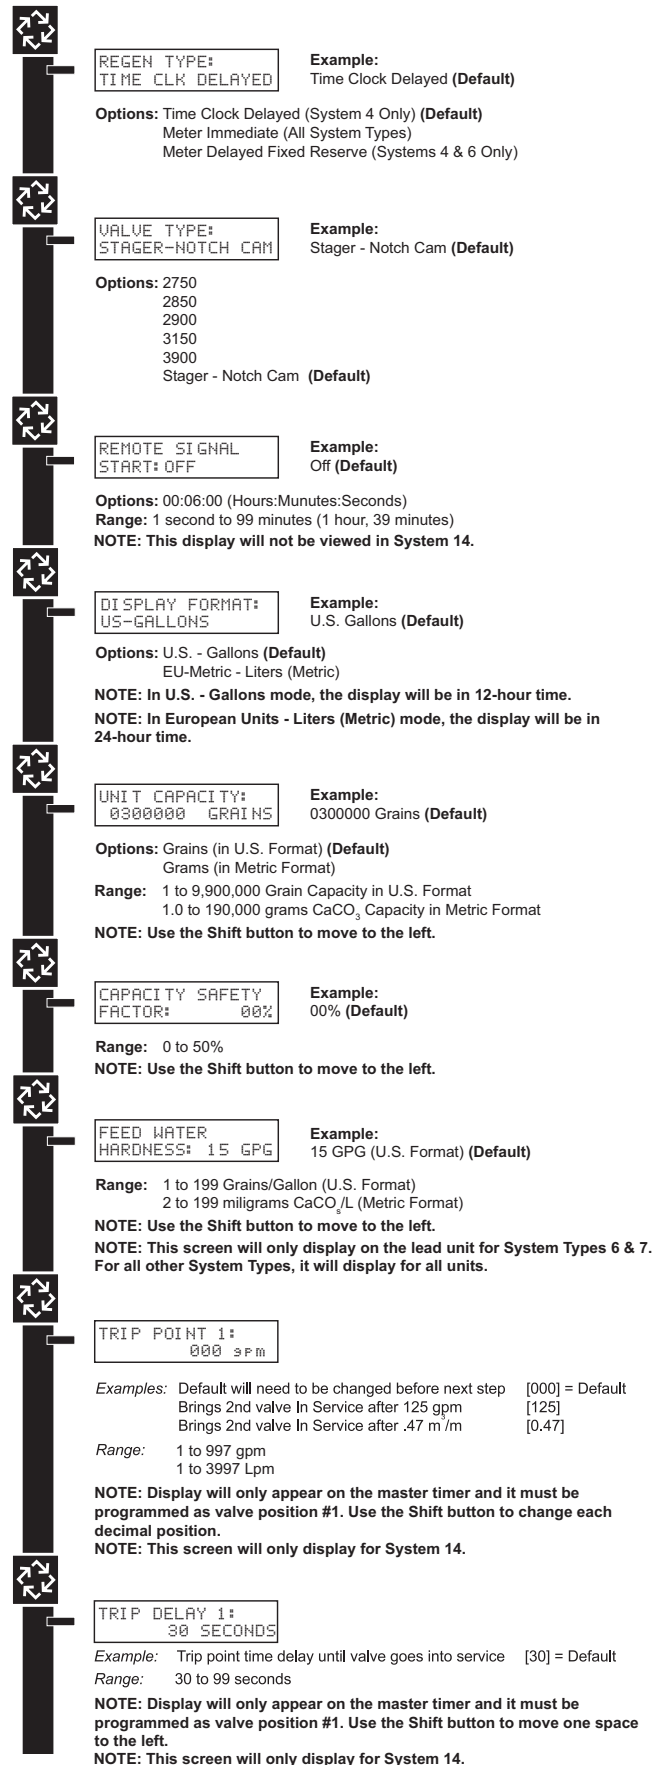 REGEN TYPE:
TIME CLK DELAYED
Example:
Time Clock Delayed (Default)
Options: Time Clock Delayed (System 4 Only) (Default)
Meter Immediate (All System Types)
Meter Delayed Fixed Reserve (Systems 4 & 6 Only)
VALVE TYPE:
STAGER-NOTCH CAM
Example:
Stager - Notch Cam (Default)
Options: 2750
2850
2900
3150
3900
Stager - Notch Cam (Default)
REMOTE SIGNAL
START:OFF
Example:
Off (Default)
Options: 00:06:00 (Hours:Munutes:Seconds)
Range: 1 second to 99 minutes (1 hour, 39 minutes)
NOTE: This display will not be viewed in System 14.
DISPLAY FORMAT:
US-GALLONS
Example:
U.S. Gallons (Default)
Options: U.S. - Gallons (Default)
EU-Metric - Liters (Metric)
NOTE: In U.S. - Gallons mode, the display will be in 12-hour time.
NOTE: In European Units - Liters (Metric) mode, the display will be in
24-hour time.
UNIT CAPACITY:
0300000 GRAINS
Example:
0300000 Grains (Default)
Options: Grains (in U.S. Format) (Default)
Grams (in Metric Format)
Range: 1 to 9,900,000 Grain Capacity in U.S. Format
1.0 to 190,000 grams CaCO3 Capacity in Metric Format
NOTE: Use the Shift button to move to the left.
CAPACITY SAFETY
FACTOR: 00%
Example:
00% (Default)
Range: 0 to 50%
NOTE: Use the Shift button to move to the left.
FEED WATER
HARDNESS: 15 GPG
Example:
15 GPG (U.S. Format) (Default)
Range: 1 to 199 Grains/Gallon (U.S. Format)
2 to 199 miligrams CaCOs/L (Metric Format)
NOTE: Use the Shift button to move to the left.
NOTE: This screen will only display on the lead unit for System Types 6 & 7.
For all other System Types, it will display for all units.
TRIP POINT 1:
000 gpm
Examples: Default will need to be changed before next step [000] = Default
Brings 2nd valve In Service after 125 gpm [125]
Brings 2nd valve In Service after .47 m3/m [0.47]
Range: 1 to 997 gpm
1 to 3997 Lpm
NOTE: Display will only appear on the master timer and it must be
programmed as valve position #1. Use the Shift button to change each
decimal position.
NOTE: This screen will only display for System 14.
TRIP DELAY 1:
30 SECONDS
Example: Trip point time delay until valve goes into service [30] = Default
Range: 30 to 99 seconds
NOTE: Display will only appear on the master timer and it must be
programmed as valve position #1. Use the Shift button to move one space
to the left.
NOTE: This screen will only display for System 14.